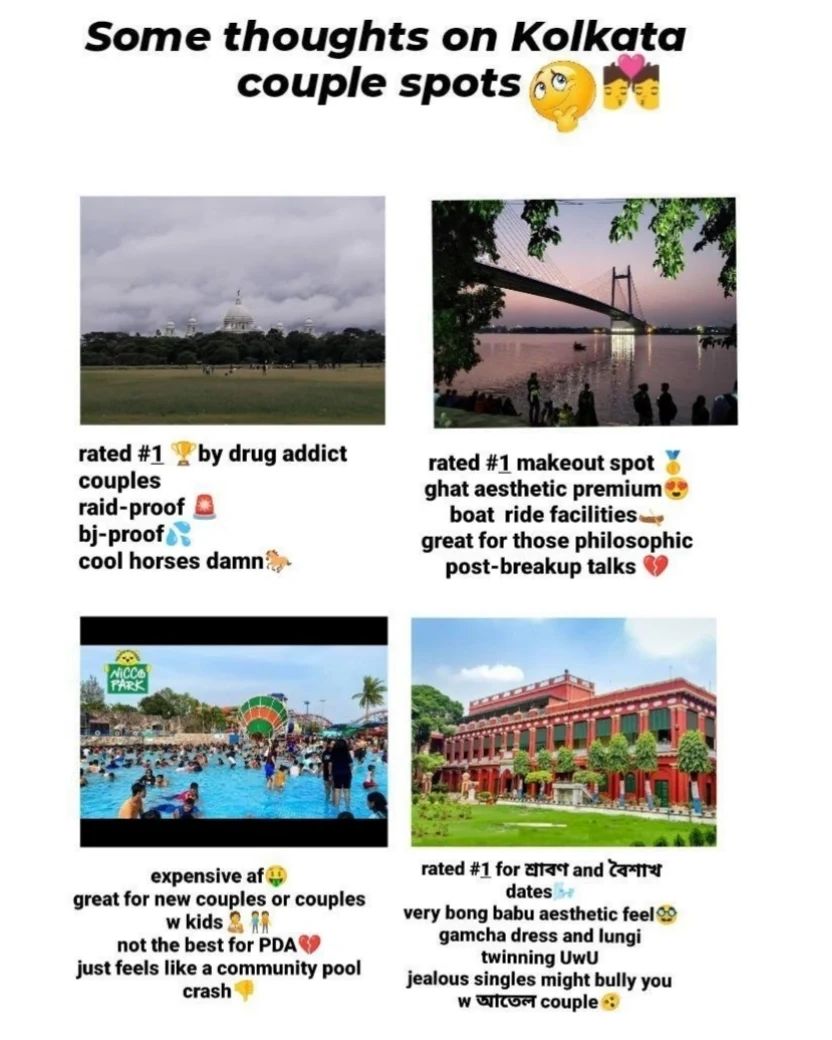 Some thoughts on Kolkata
couple spots🤔💏
rated #1 🏆by drug addict
couples
raid-proof 🚨
bj-proof💦
cool horses damn🐎
rated #1 makeout spot 🥇
ghat aesthetic premium😍
boat ride facilities🛶
great for those philosophic
post-breakup talks 💔
NICCO
PARK
expensive af🤑
great for new couples or couples
w kids🧑‍🍼👬
not the best for PDA💔
just feels like a community pool
crash👎
rated #1 for শ্রাবণ and বৈশাখ
dates🌬️
very bong babu aesthetic feel🥸
gamcha dress and lungi
twinning UwU
jealous singles might bully you
w আতেল couple🫨